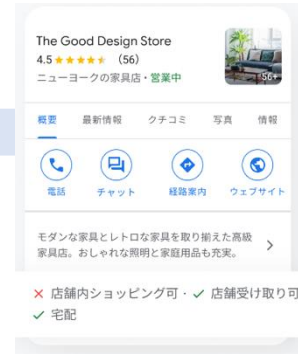 The Good Design Store
4.5 ★★★★★ (56)
ニューヨークの家具店・営業中
56+
概要 最新情報 クチコミ 写真 情報
電話 チャット 経路案内 ウェブサイト
モダンな家具とレトロな家具を取り揃えた高級
家具店。おしゃれな照明と家庭用品も充実。
× 店舗内ショッピング可・✓ 店舗受け取り可
✓ 宅配